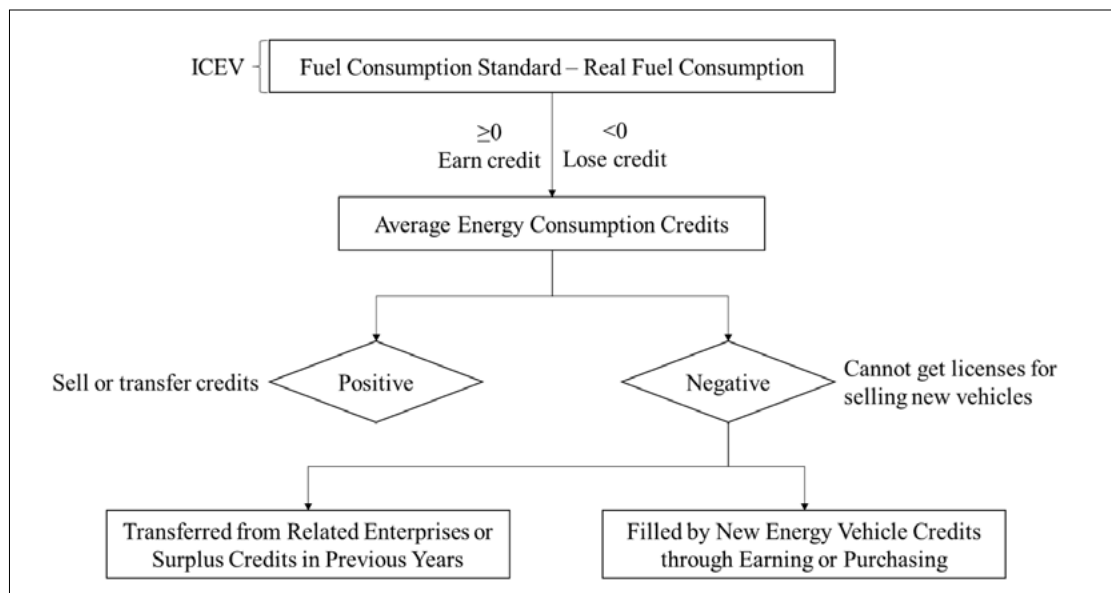 ICEV
Fuel Consumption Standard – Real Fuel Consumption
≥0
Earn credit
<0
Lose credit
Average Energy Consumption Credits
Sell or transfer credits
Positive
Negative
Cannot get licenses for
selling new vehicles
Transferred from Related Enterprises or
Surplus Credits in Previous Years
Filled by New Energy Vehicle Credits
through Earning or Purchasing